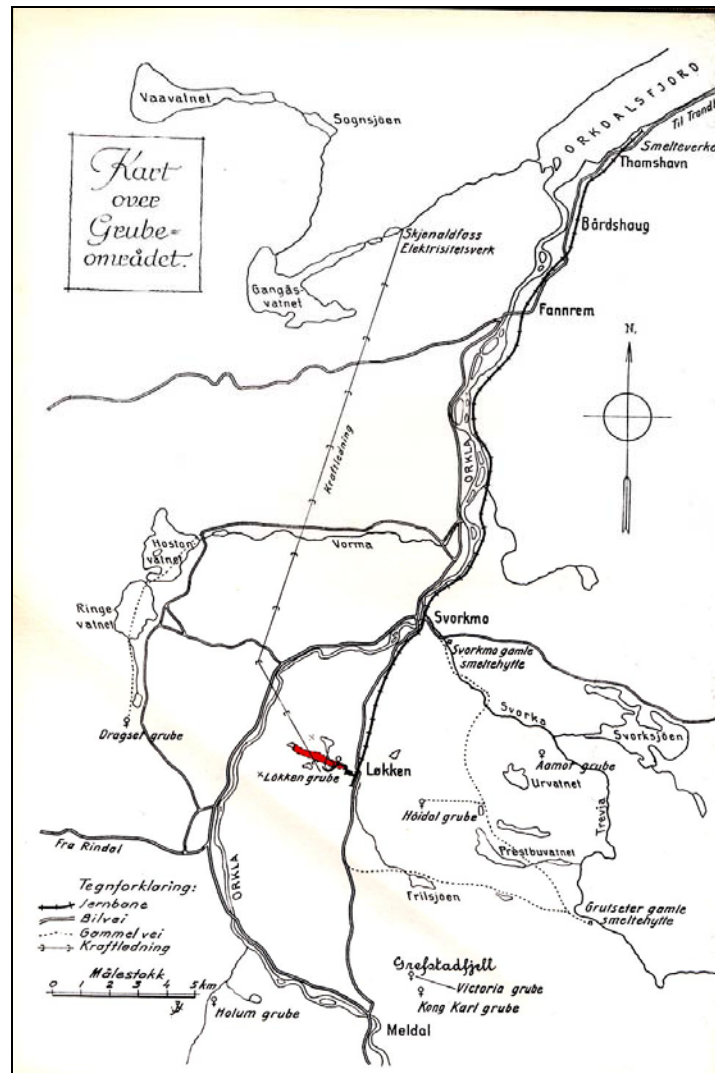 Vaavatnet
Sognsjöen
ORKDALSFJORD
Til Trondh
Smelteverke
Thamshavn
Kart
over
Grube=
området.
Skjenaldfoss
Elektrisitetsverk
Bårdshaug
Gangås-
vatnet
Fannrem
N.
Kraftledning
ORKLA
Hoston
vatnet
Vorma
Ringe
vatnet
Svorkmo
Svorkmo gamle
smeltehytte
Svorka
Svorksjöen
Dragset grube
Løkken
Løkken grube
Aamot grube
Urvatnet
Höidal grube
Trevja
Prestbuvatnet
Fra Rindal
ORKLA
Frilsjöen
Grutseter gamle
smeltehytte
Tegnforklaring:
Jernbane
Bilvei
Gammel vei
Kraftledning
Målestokk
0 1 2 3 4 5 km
Grefstadfjell
Victoria grube
Kong Karl grube
Holum grube
Meldal